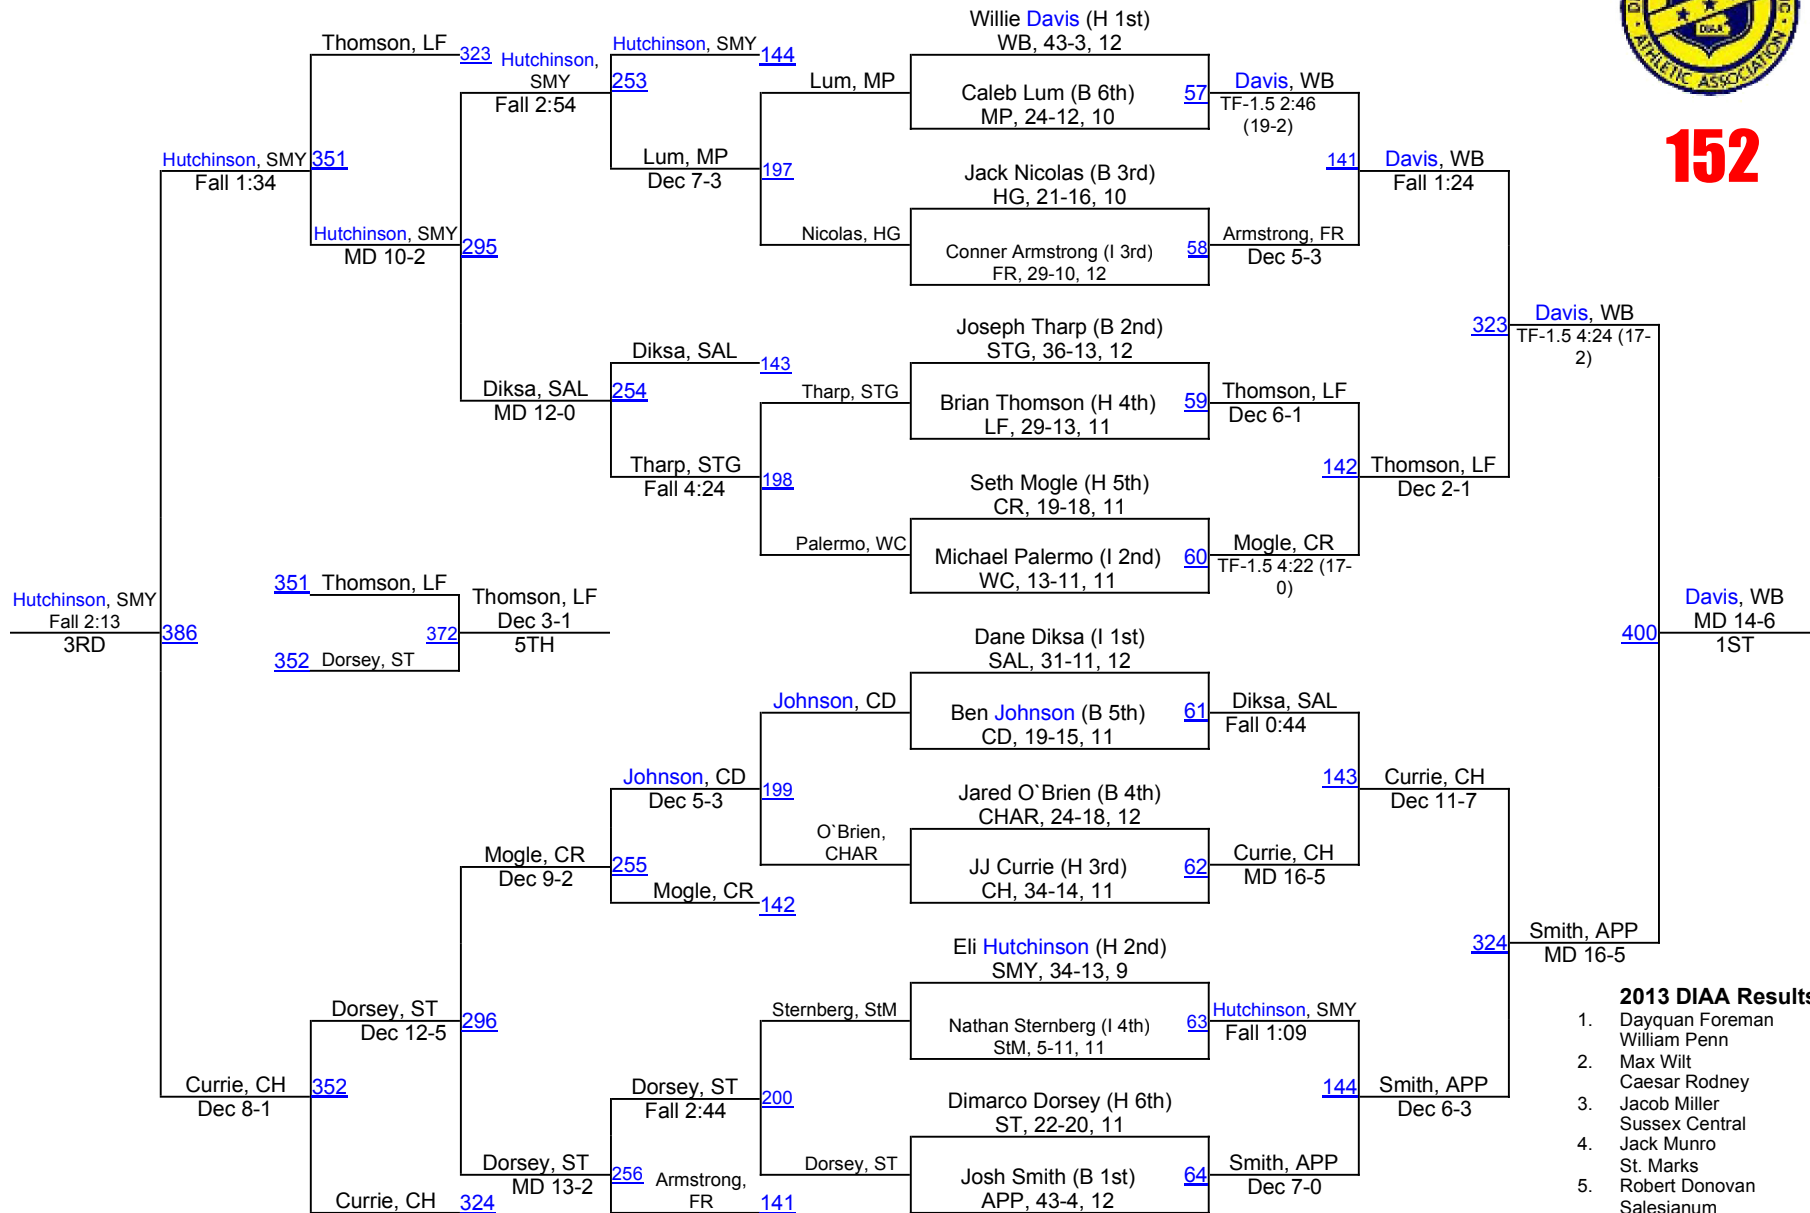 Willie Davis (H 1st)
WB, 43-3, 12
Caleb Lum (B 6th)
MP, 24-12, 10
57
Jack Nicolas (B 3rd)
HG, 21-16, 10
Conner Armstrong (I 3rd)
FR, 29-10, 12
58
Joseph Tharp (B 2nd)
STG, 36-13, 12
Brian Thomson (H 4th)
LF, 29-13, 11
59
Seth Mogle (H 5th)
CR, 19-18, 11
Michael Palermo (I 2nd)
WC, 13-11, 11
60
Dane Diksa (I 1st)
SAL, 31-11, 12
Ben Johnson (B 5th)
CD, 19-15, 11
61
Jared O`Brien (B 4th)
CHAR, 24-18, 12
JJ Currie (H 3rd)
CH, 34-14, 11
62
Eli Hutchinson (H 2nd)
SMY, 34-13, 9
Nathan Sternberg (I 4th)
StM, 5-11, 11
63
Dimarco Dorsey (H 6th)
ST, 22-20, 11
Josh Smith (B 1st)
APP, 43-4, 12
64
Davis, WB
TF-1.5 2:46
(19-2)
141
Armstrong, FR
Dec 5-3
Thomson, LF
Dec 6-1
142
Mogle, CR
TF-1.5 4:22 (17-
0)
Diksa, SAL
Fall 0:44
143
Currie, CH
MD 16-5
Hutchinson, SMY
Fall 1:09
144
Smith, APP
Dec 7-0
Davis, WB
Fall 1:24
323
Thomson, LF
Dec 2-1
Currie, CH
Dec 11-7
324
Smith, APP
Dec 6-3
Davis, WB
TF-1.5 4:24 (17-
2)
400
Smith, APP
MD 16-5
Davis, WB
MD 14-6
1ST
Lum, MP
197
Nicolas, HG
Tharp, STG
198
Palermo, WC
Johnson, CD
199
O`Brien,
CHAR
Sternberg, StM
200
Dorsey, ST
Hutchinson, SMY
144
253
Lum, MP
Dec 7-3
Diksa, SAL
143
254
Tharp, STG
Fall 4:24
Johnson, CD
Dec 5-3
255
Mogle, CR
142
Dorsey, ST
Fall 2:44
256
Armstrong,
FR
141
Hutchinson,
SMY
Fall 2:54
295
Diksa, SAL
MD 12-0
Mogle, CR
Dec 9-2
296
Dorsey, ST
MD 13-2
Thomson, LF
323
351
Hutchinson, SMY
MD 10-2
Dorsey, ST
Dec 12-5
352
Currie, CH
324
Hutchinson, SMY
Fall 1:34
386
Currie, CH
Dec 8-1
Hutchinson, SMY
Fall 2:13
3RD
351
Thomson, LF
372
352
Dorsey, ST
Thomson, LF
Dec 3-1
5TH
DIAA
ATHLETIC ASSOCIATION
152
2013 DIAA Results
1. Dayquan Foreman
William Penn
2. Max Wilt
Caesar Rodney
3. Jacob Miller
Sussex Central
4. Jack Munro
St. Marks
5. Robert Donovan
Salesianum